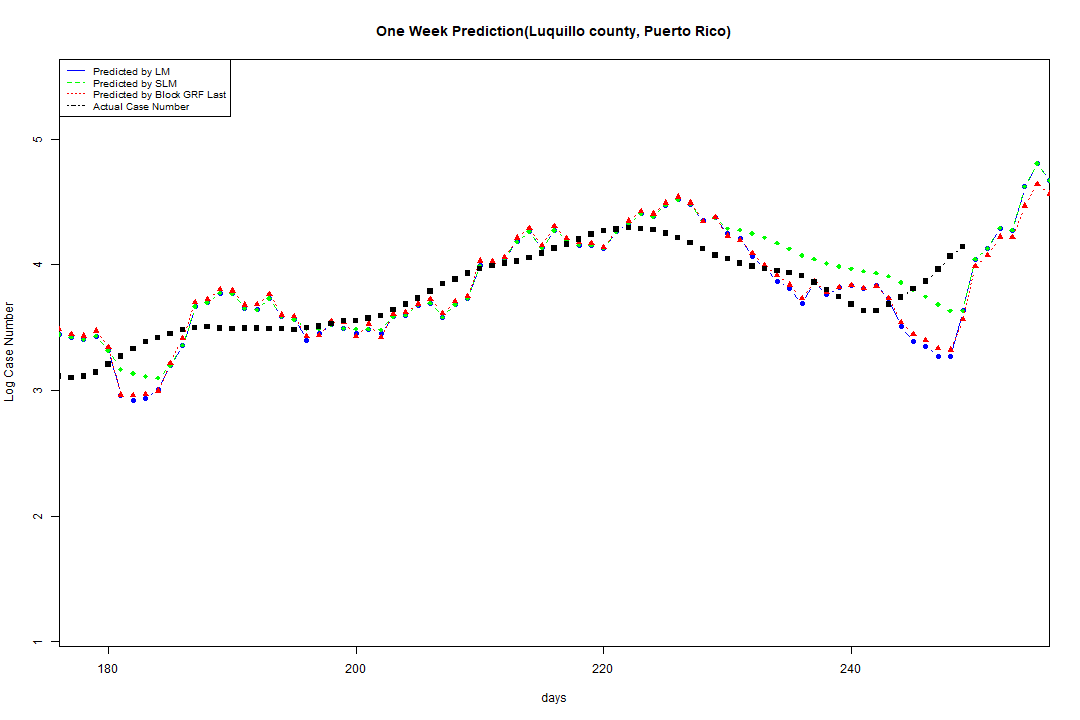 One Week Prediction(Luquillo county, Puerto Rico)
Predicted by LM
Predicted by SLM
Predicted by Block GRF Last
Actual Case Number
5
4
3
2
1
Log Case Number
180 200 220 240
days